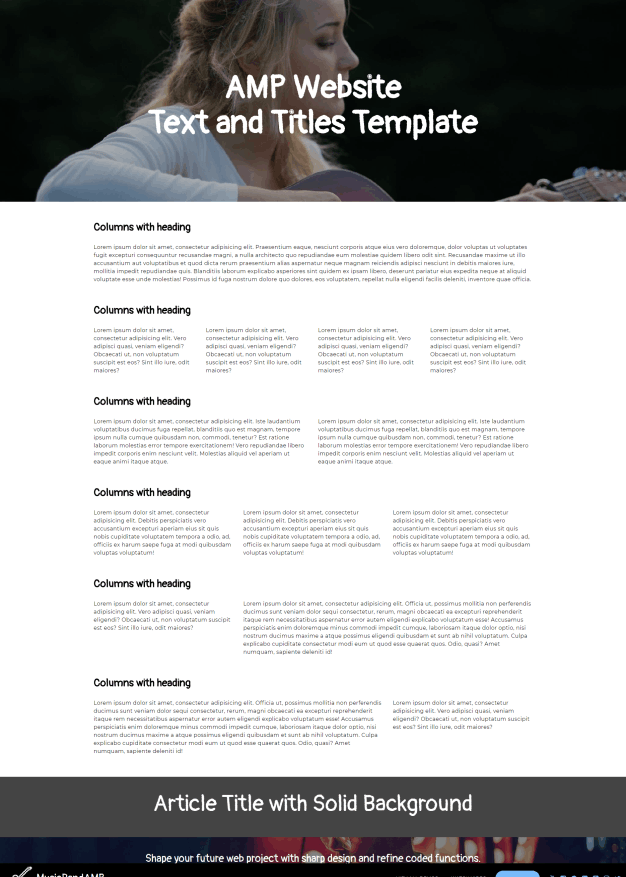 AMP Website
Text and Titles Template
Columns with heading
Lorem ipsum dolor sit amet, consectetur adipisicing elit. Praesentium eaque, nesciunt corporis atque eius vero doloremque, dolor voluptas ut voluptates
fugit excepturi consequuntur recusandae magni, a nulla architecto quo repudiandae eum molestiae quidem libero odit sint. Recusandae maxime ut illo
accusantium aut voluptatibus et quod dicta rerum praesentium alias aspernatur neque magnam reiciendis adipisci nesciunt in debitis maiores iure,
mollitia impedit repudiandae quis. Blanditiis laborum explicabo asperiores sint quidem ex ipsam libero, deserunt pariatur eius expedita neque at aliquid
voluptate esse unde molestias! Possimus id fuga nostrum dolore quo dolores, eos voluptatem, repellat nulla eligendi facilis deleniti, inventore quae officia.
Columns with heading
Lorem ipsum dolor sit amet,
consectetur adipisicing elit. Vero
adipisci quasi, veniam eligendi?
Obcaecati ut, non voluptatum
suscipit est eos? Sint illo iure, odit
maiores?
Lorem ipsum dolor sit amet,
consectetur adipisicing elit. Vero
adipisci quasi, veniam eligendi?
Obcaecati ut, non voluptatum
suscipit est eos? Sint illo iure, odit
maiores?
Lorem ipsum dolor sit amet,
consectetur adipisicing elit. Vero
adipisci quasi, veniam eligendi?
Obcaecati ut, non voluptatum
suscipit est eos? Sint illo iure, odit
maiores?
Lorem ipsum dolor sit amet,
consectetur adipisicing elit. Vero
adipisci quasi, veniam eligendi?
Obcaecati ut, non voluptatum
suscipit est eos? Sint illo iure, odit
maiores?
Columns with heading
Lorem ipsum dolor sit amet, consectetur adipisicing elit. Iste laudantium
voluptatibus ducimus fuga repellat, blanditiis quo est magnam, tempore
ipsum nulla cumque quibusdam non, commodi, tenetur? Est ratione
laborum molestias error tempore exercitationem! Vero repudiandae libero
impedit corporis enim nesciunt velit. Molestias aliquid vel aperiam ut
eaque animi itaque atque.
Lorem ipsum dolor sit amet, consectetur adipisicing elit. Iste laudantium
voluptatibus ducimus fuga repellat, blanditiis quo est magnam, tempore
ipsum nulla cumque quibusdam non, commodi, tenetur? Est ratione
laborum molestias error tempore exercitationem! Vero repudiandae libero
impedit corporis enim nesciunt velit. Molestias aliquid vel aperiam ut
eaque animi itaque atque.
Columns with heading
Lorem ipsum dolor sit amet, consectetur
adipisicing elit. Debitis perspiciatis vero
accusantium excepturi aperiam eius sit quis
nobis cupiditate voluptatem tempora a odio, ad,
officiis ex harum saepe fuga at modi quibusdam
voluptas voluptatum!
Lorem ipsum dolor sit amet, consectetur
adipisicing elit. Debitis perspiciatis vero
accusantium excepturi aperiam eius sit quis
nobis cupiditate voluptatem tempora a odio, ad,
officiis ex harum saepe fuga at modi quibusdam
voluptas voluptatum!
Lorem ipsum dolor sit amet, consectetur
adipisicing elit. Debitis perspiciatis vero
accusantium excepturi aperiam eius sit quis
nobis cupiditate voluptatem tempora a odio, ad,
officiis ex harum saepe fuga at modi quibusdam
voluptas voluptatum!
Columns with heading
Lorem ipsum dolor sit amet, consectetur
adipisicing elit. Vero adipisci quasi, veniam
eligendi? Obcaecati ut, non voluptatum suscipit
est eos? Sint illo iure, odit maiores?
Lorem ipsum dolor sit amet, consectetur adipisicing elit. Officia ut, possimus mollitia non perferendis
ducimus sunt veniam dolor sequi consectetur, rerum, magni obcaecati ea excepturi reprehenderit
itaque rem necessitatibus aspernatur error autem eligendi explicabo voluptatum esse! Accusamus
perspiciatis enim doloremque minus commodi impedit cumque, laboriosam itaque dolor optio, nisi
nostrum ducimus maxime a atque possimus eligendi quibusdam et sunt ab nihil voluptatum. Culpa
explicabo cupiditate consectetur modi eum ut quod esse quaerat quos. Odio, quasi? Amet
numquam, sapiente deleniti id!
Columns with heading
Lorem ipsum dolor sit amet, consectetur adipisicing elit. Officia ut, possimus mollitia non perferendis
ducimus sunt veniam dolor sequi consectetur, rerum, magni obcaecati ea excepturi reprehenderit
itaque rem necessitatibus aspernatur error autem eligendi explicabo voluptatum esse! Accusamus
perspiciatis enim doloremque minus commodi impedit cumque, laboriosam itaque dolor optio, nisi
nostrum ducimus maxime a atque possimus eligendi quibusdam et sunt ab nihil voluptatum. Culpa
explicabo cupiditate consectetur modi eum ut quod esse quaerat quos. Odio, quasi? Amet
numquam, sapiente deleniti id!
Lorem ipsum dolor sit amet, consectetur
adipisicing elit. Vero adipisci quasi, veniam
eligendi? Obcaecati ut, non voluptatum suscipit
est eos? Sint illo iure, odit maiores?
Article Title with Solid Background
Shape your future web project with sharp design and refine coded functions.
MusicBandAMP